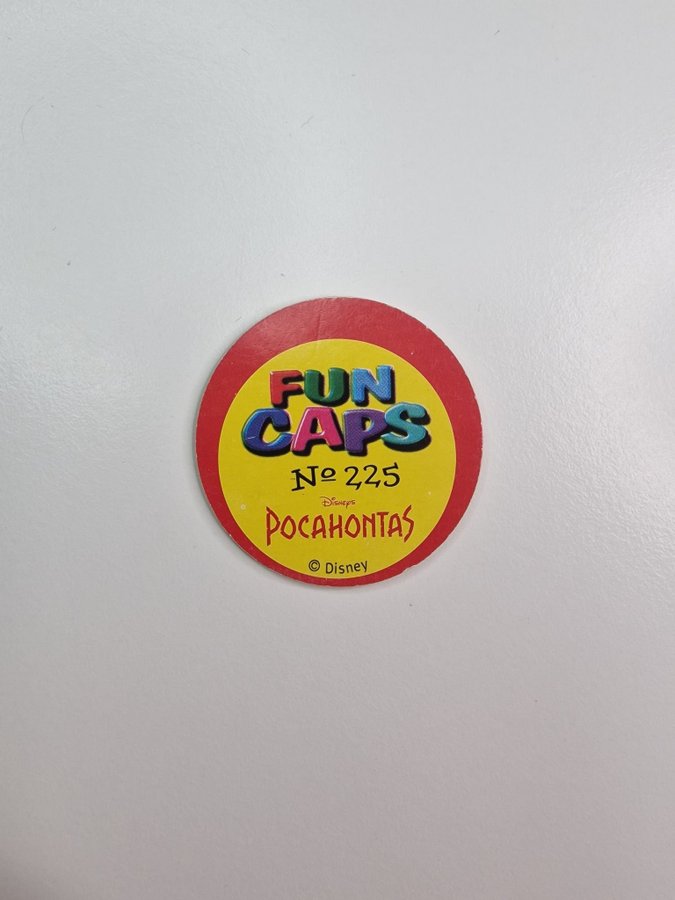 FUN
CAPS
Nº 225
Disney's
POCAHONTAS
© Disney